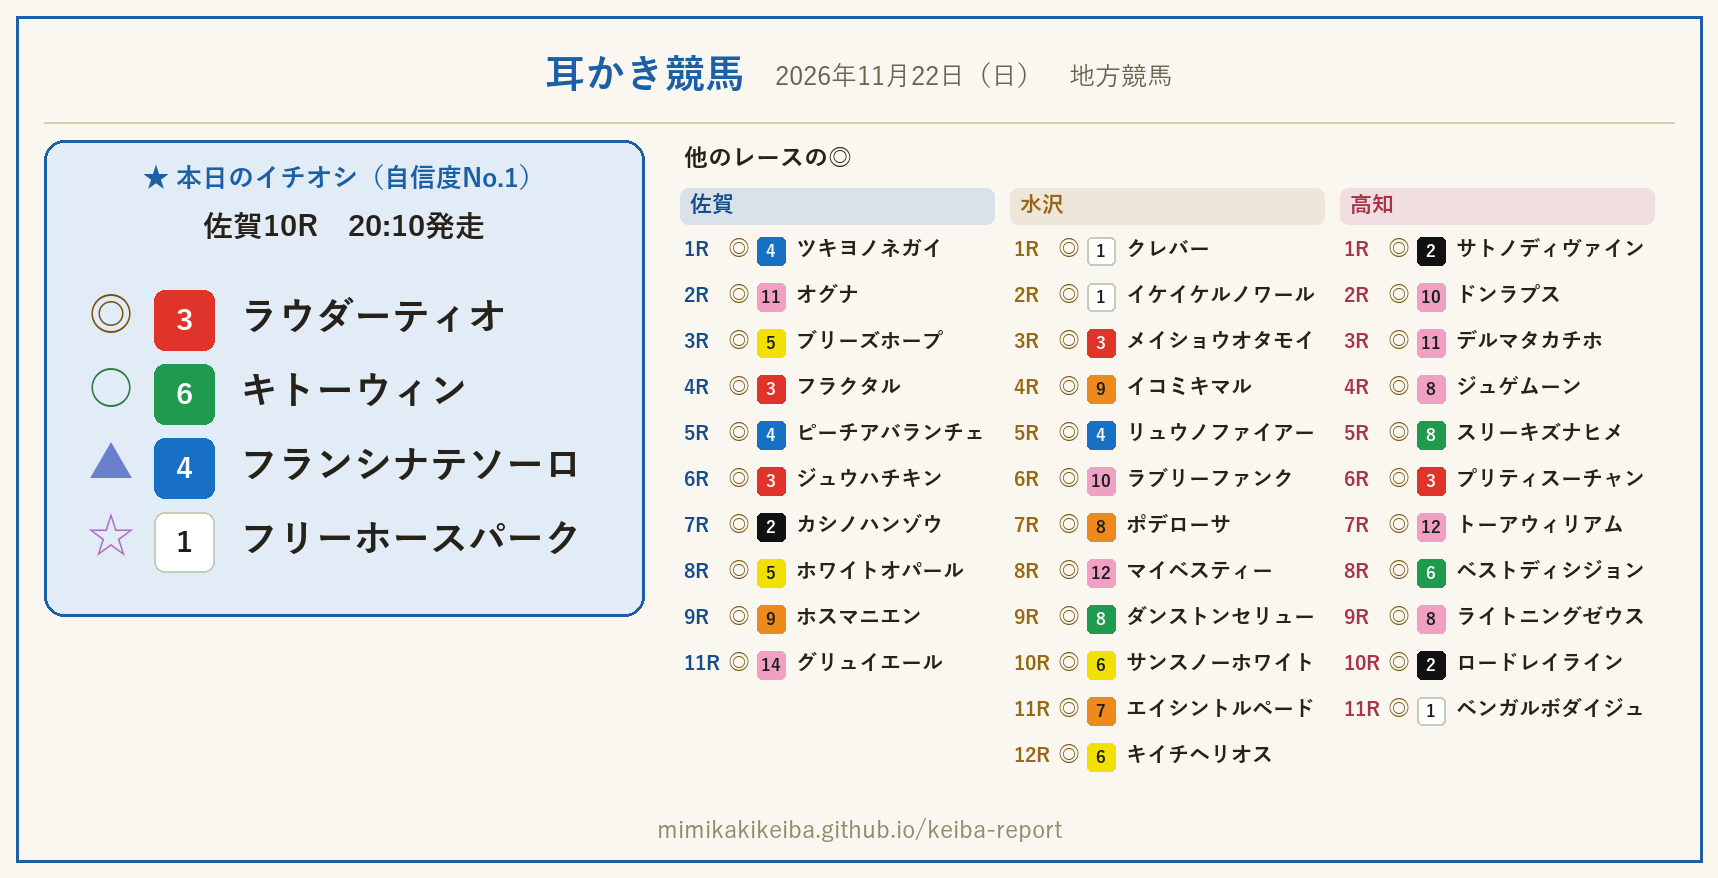 耳かき競馬 2026年11月22日（日） 地方競馬
★ 本日のイチオシ（自信度No.1）
佐賀10R 20:10発走
◎ 3 ラウダーティオ
○ 6 キトーウィン
▲ 4 フランシナテソーロ
☆ 1 フリーホースパーク
他のレースの◎
佐賀
1R ◎ 4 ツキヨノネガイ
2R ◎ 11 オグナ
3R ◎ 5 ブリーズホープ
4R ◎ 3 フラクタル
5R ◎ 4 ピーチアバランチェ
6R ◎ 3 ジュウハチキン
7R ◎ 2 カシノハンゾウ
8R ◎ 5 ホワイトオパール
9R ◎ 9 ホスマニエン
11R ◎ 14 グリュイエール
水沢
1R ◎ 1 クレバー
2R ◎ 1 イケイケルノワール
3R ◎ 3 メイショウオタモイ
4R ◎ 9 イコミキマル
5R ◎ 4 リュウノファイアー
6R ◎ 10 ラブリーファンク
7R ◎ 8 ポデローサ
8R ◎ 12 マイベスティー
9R ◎ 8 ダンストンセリュー
10R ◎ 6 サンスノーホワイト
11R ◎ 7 エイシントルペード
12R ◎ 6 キイチヘリオス
高知
1R ◎ 2 サトノディヴァイン
2R ◎ 10 ドンラプス
3R ◎ 11 デルマタカチホ
4R ◎ 8 ジュゲムーン
5R ◎ 8 スリーキズナヒメ
6R ◎ 3 プリティスーチャン
7R ◎ 12 トーアウィリアム
8R ◎ 6 ベストディシジョン
9R ◎ 8 ライトニングゼウス
10R ◎ 2 ロードレイライン
11R ◎ 1 ベンガルボダイジュ
mimikakikeiba.github.io/keiba-report